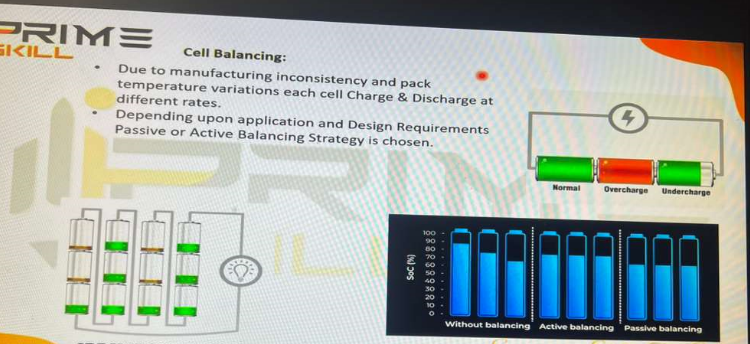 PRIME
SKILL
Cell Balancing:
• Due to manufacturing inconsistency and pack
temperature variations each cell Charge & Discharge at
different rates.
• Depending upon application and Design Requirements
Passive or Active Balancing Strategy is chosen.
Normal Overcharge Undercharge
SoC (%)
100
90
80
70
60
50
40
30
20
10
0
Without balancing Active balancing Passive balancing